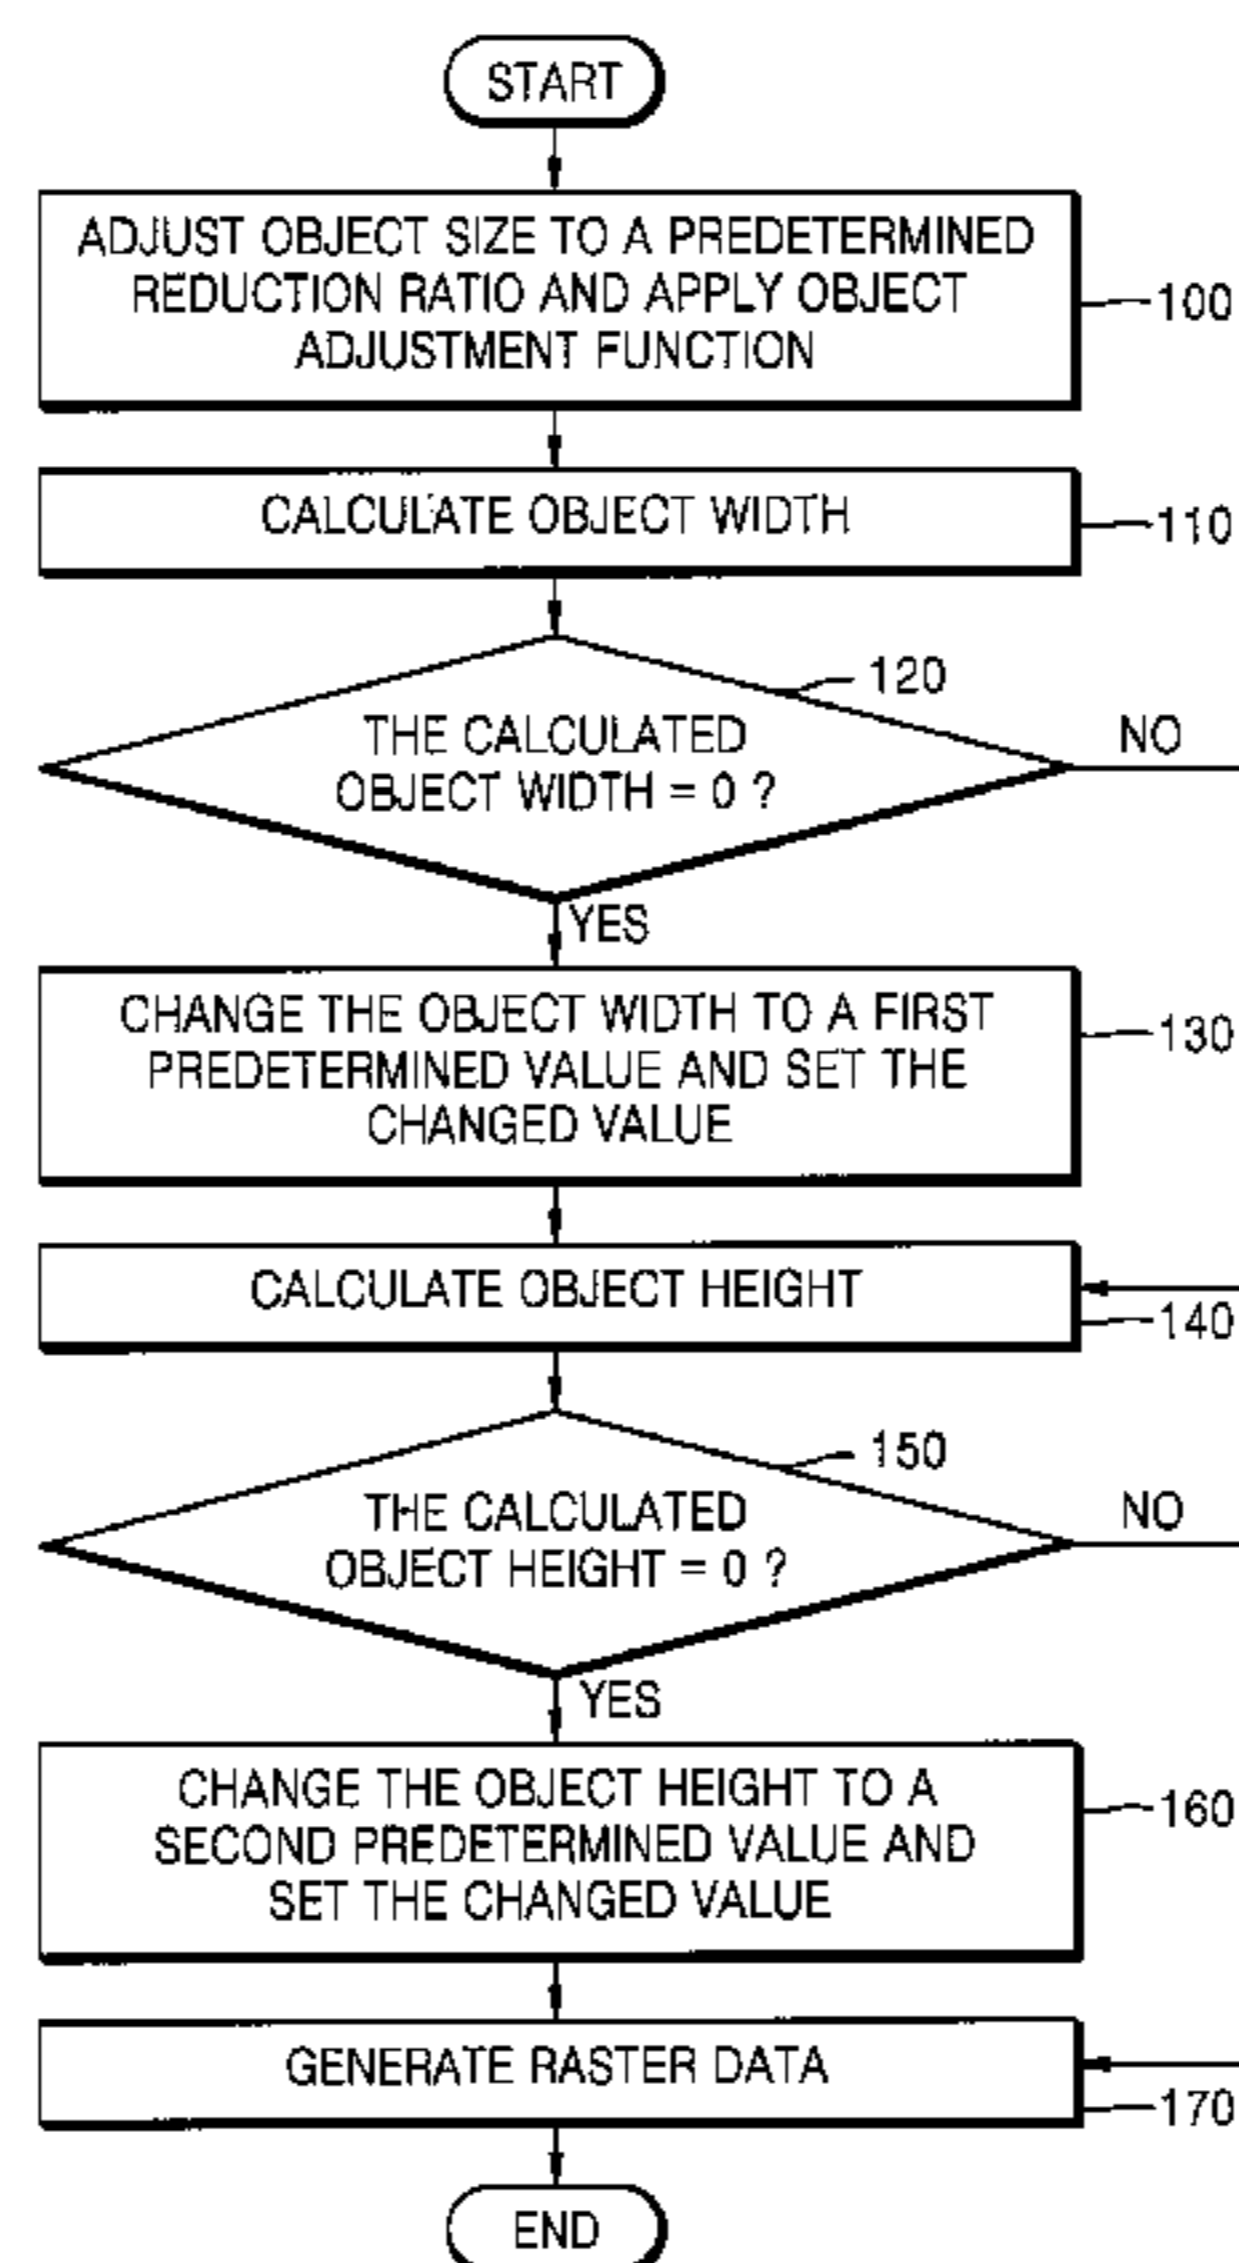 START
ADJUST OBJECT SIZE TO A PREDETERMINED
REDUCTION RATIO AND APPLY OBJECT
ADJUSTMENT FUNCTION
100
CALCULATE OBJECT WIDTH
110
120
THE CALCULATED
OBJECT WIDTH = 0 ?
NO
YES
CHANGE THE OBJECT WIDTH TO A FIRST
PREDETERMINED VALUE AND SET THE
CHANGED VALUE
130
CALCULATE OBJECT HEIGHT
140
150
THE CALCULATED
OBJECT HEIGHT = 0 ?
NO
YES
CHANGE THE OBJECT HEIGHT TO A
SECOND PREDETERMINED VALUE AND
SET THE CHANGED VALUE
160
GENERATE RASTER DATA
170
END